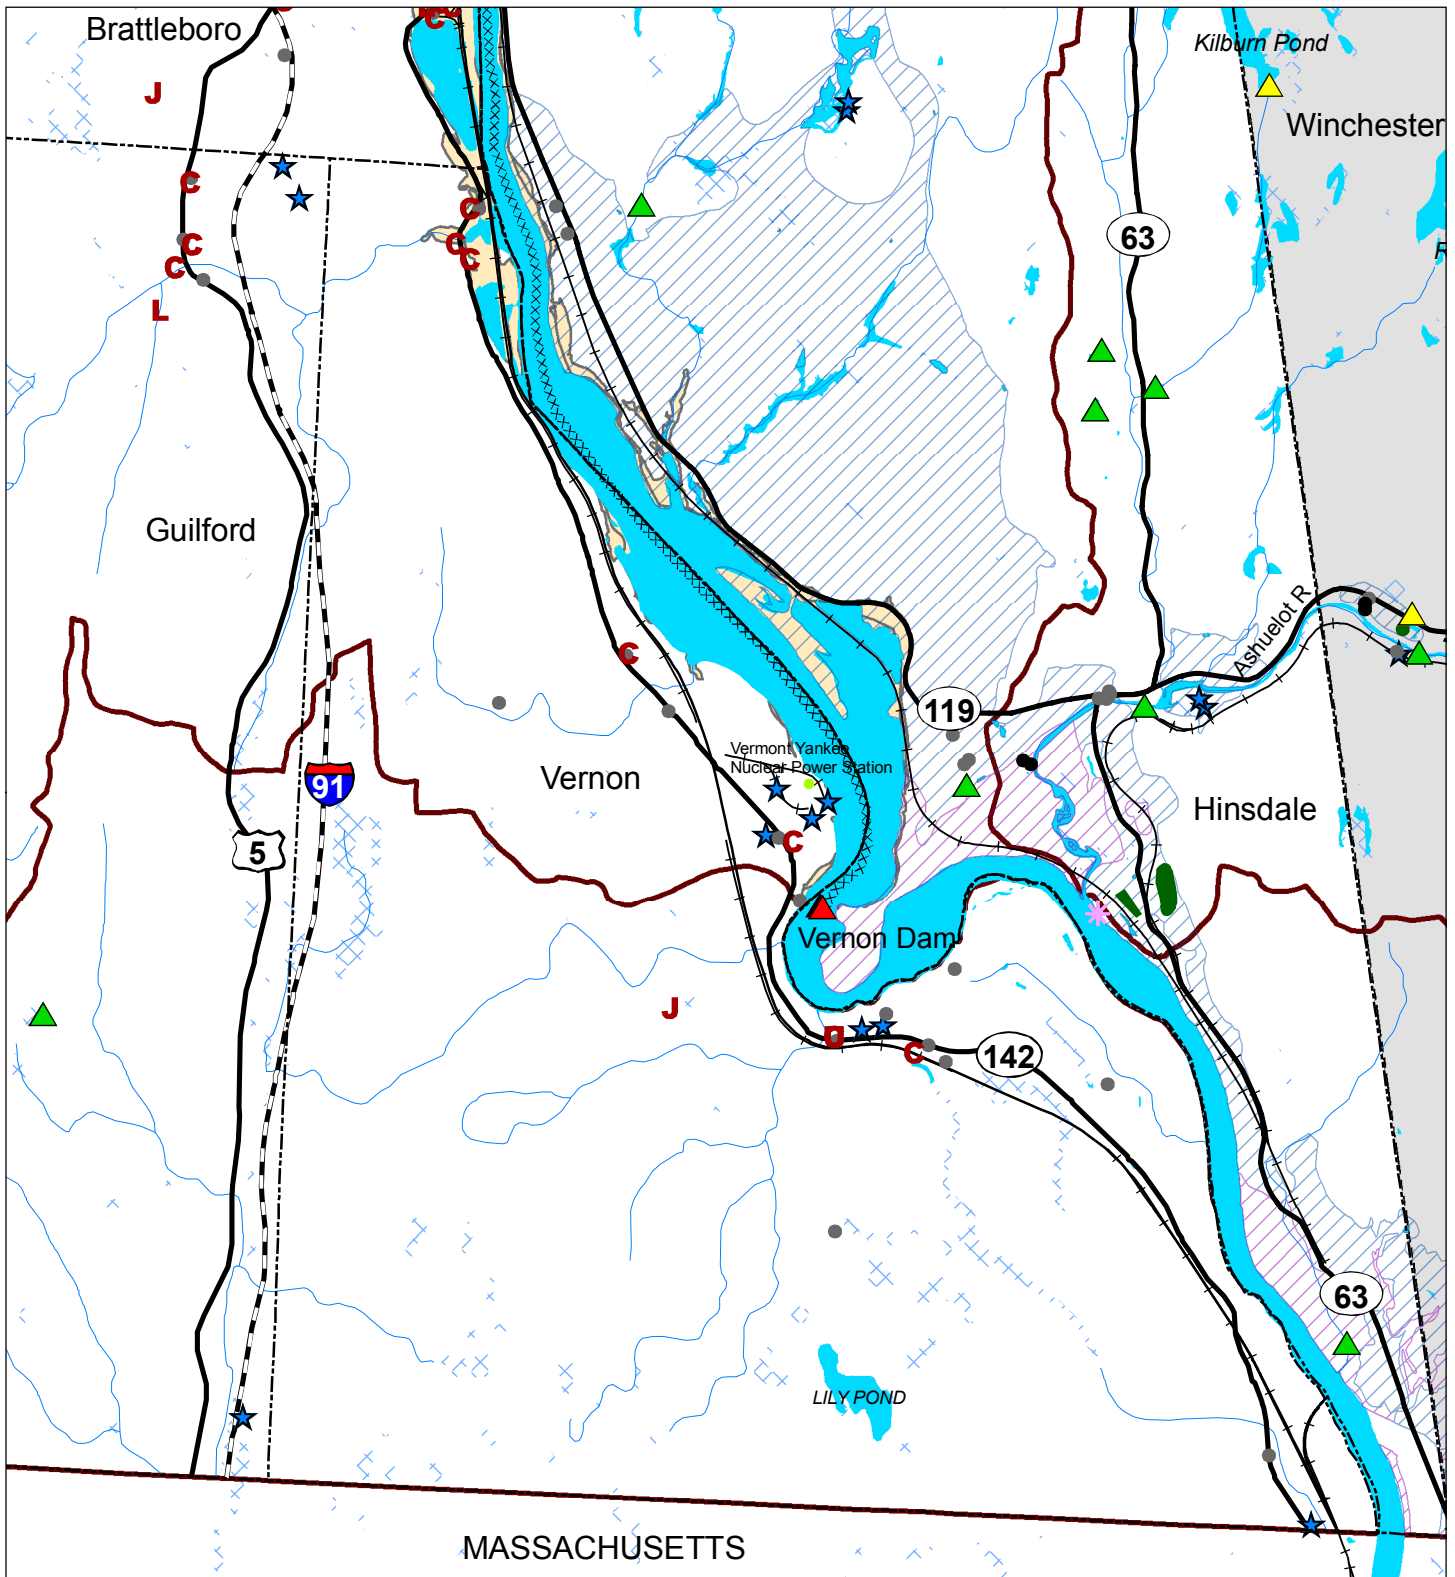 Brattleboro
C
C
Kilburn Pond
J
Winchester
C
C
C
63
C
C
C
R
L
Guilford
Ashuelot R.
C
119
Vermont Yankee
Nuclear Power Station
Vernon
91
Hinsdale
5
C
Vernon Dam
J
C
142
63
LILY POND
MASSACHUSETTS